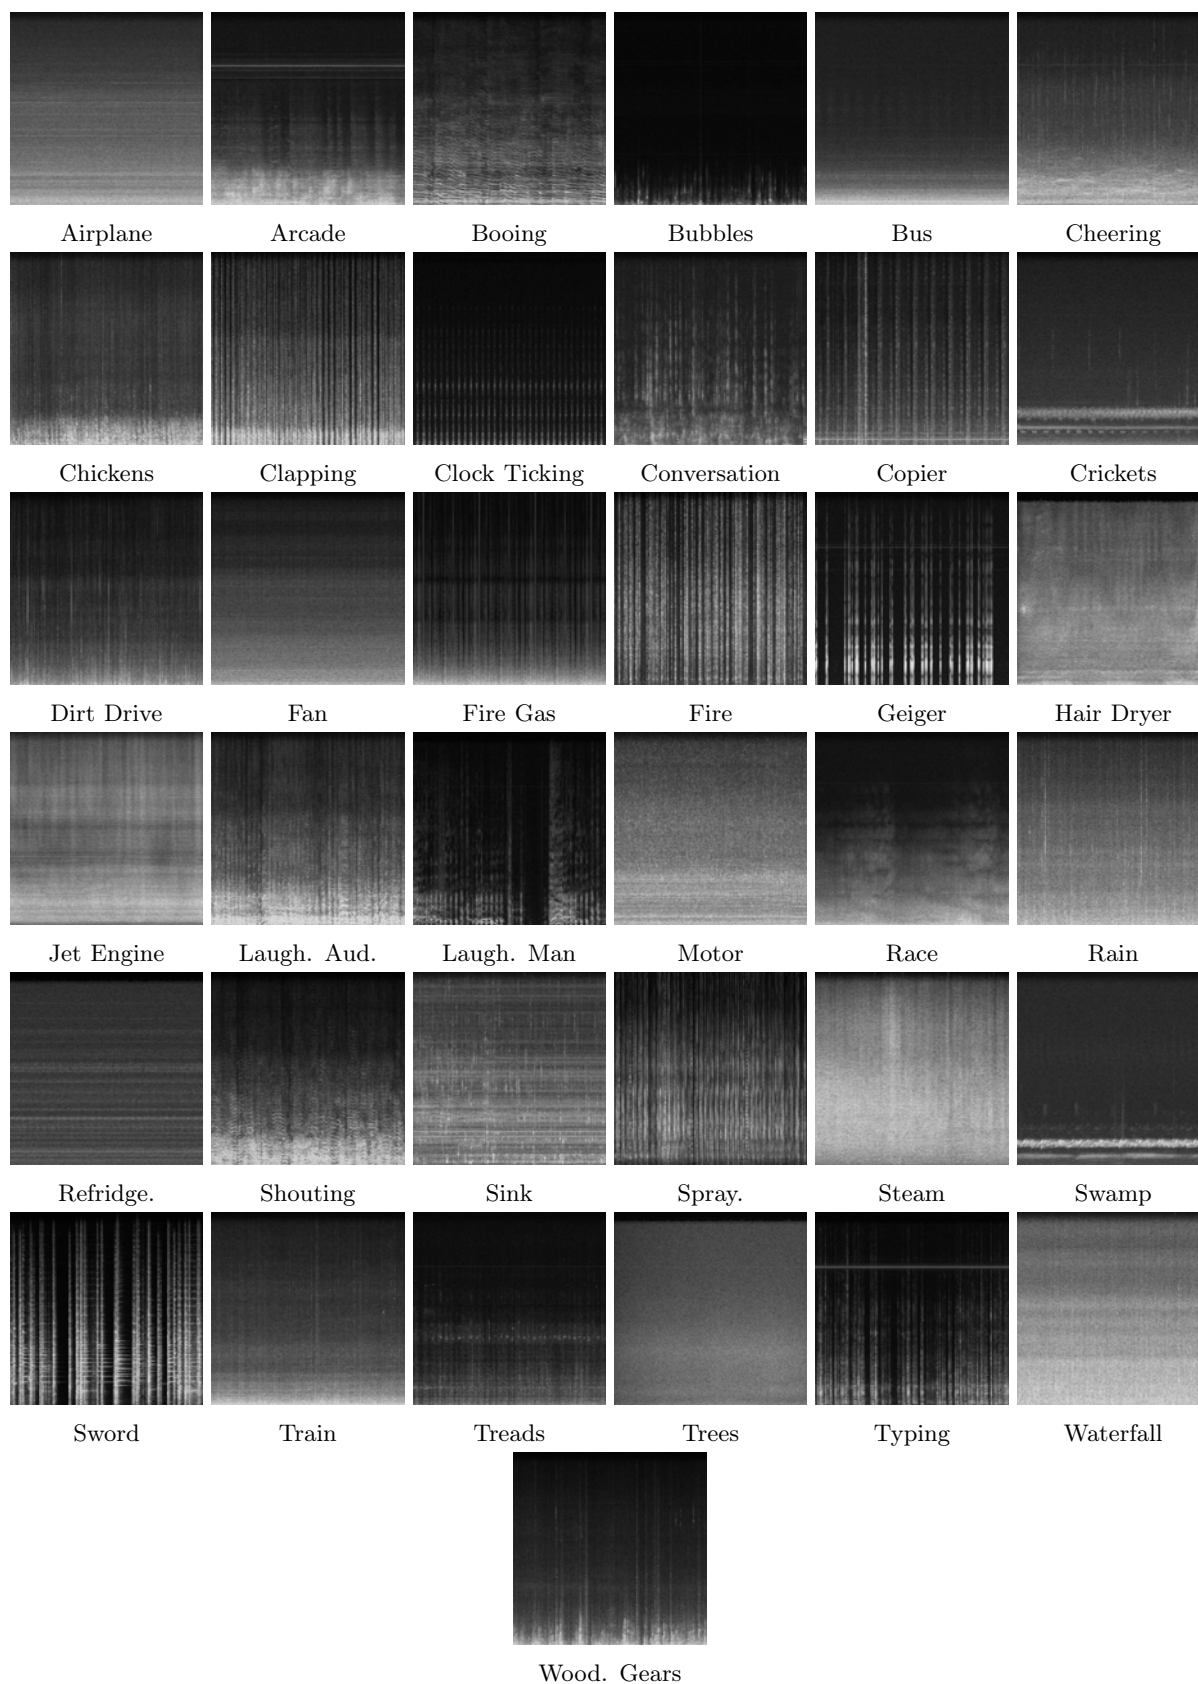 Airplane Arcade Booing Bubbles Bus Cheering
Chickens Clapping Clock Ticking Conversation Copier Crickets
Dirt Drive Fan Fire Gas Fire Geiger Hair Dryer
Jet Engine Laugh. Aud. Laugh. Man Motor Race Rain
Refridge. Shouting Sink Spray. Steam Swamp
Sword Train Treads Trees Typing Waterfall
Wood. Gears